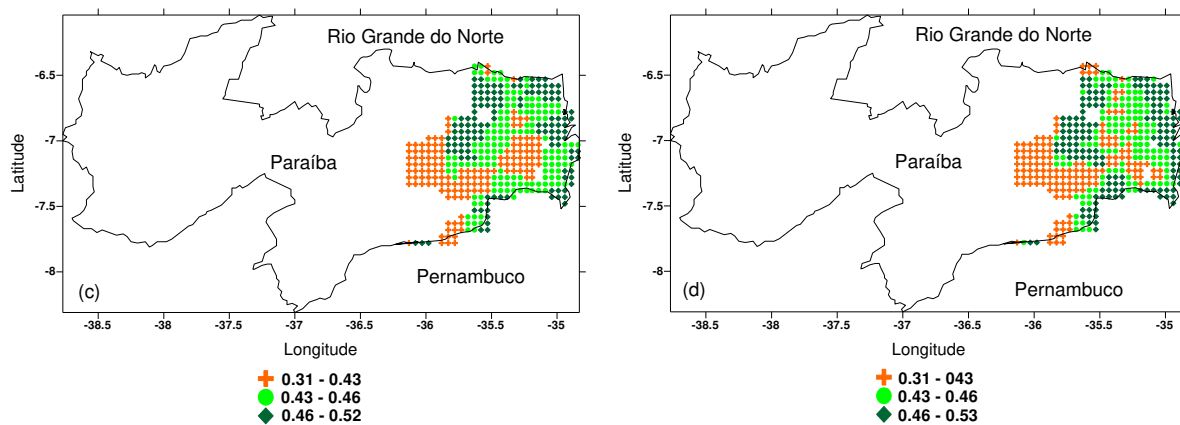 Rio Grande do Norte
-6.5
-7
-7.5
-8
Latitude
Paraíba
Pernambuco
(c)
-38.5 -38 -37.5 -37 -36.5 -36 -35.5 -35
Longitude
0.31 - 0.43
0.43 - 0.46
0.46 - 0.52
Rio Grande do Norte
-6.5
-7
-7.5
-8
Latitude
Paraíba
Pernambuco
(d)
-38.5 -38 -37.5 -37 -36.5 -36 -35.5 -35
Longitude
0.31 - 043
0.43 - 0.46
0.46 - 0.53